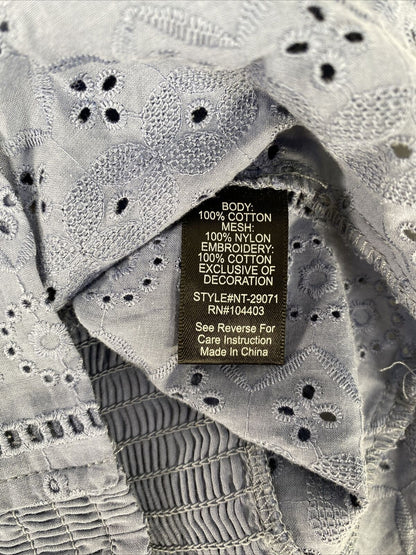 BODY:
100% COTTON
MESH:
100% NYLON
EMBROIDERY:
100% COTTON
EXCLUSIVE OF
DECORATION
STYLE#NT-29071
RN#104403
See Reverse For
Care Instruction
Made In China